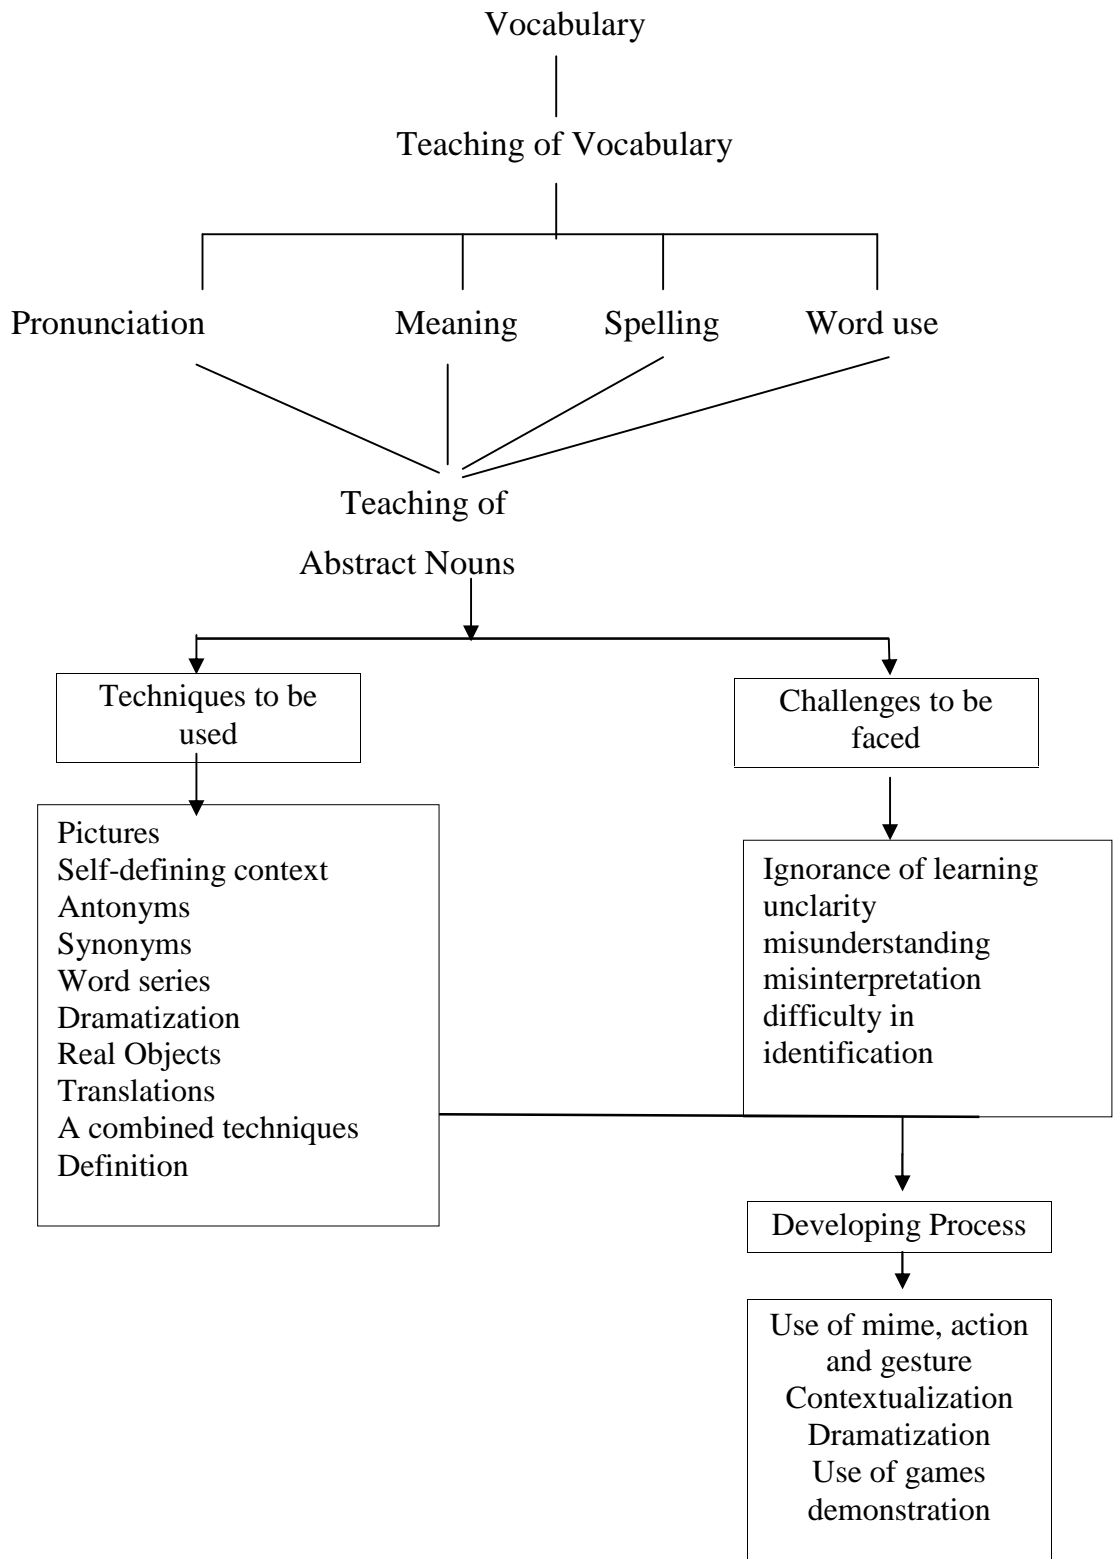 Vocabulary
Teaching of Vocabulary
Pronunciation
Meaning
Spelling
Word use
Teaching of
Abstract Nouns
Techniques to be
used
Challenges to be
faced
Pictures
Self-defining context
Antonyms
Synonyms
Word series
Dramatization
Real Objects
Translations
A combined techniques
Definition
Ignorance of learning
unclarity
misunderstanding
misinterpretation
difficulty in
identification
Developing Process
Use of mime, action
and gesture
Contextualization
Dramatization
Use of games
demonstration